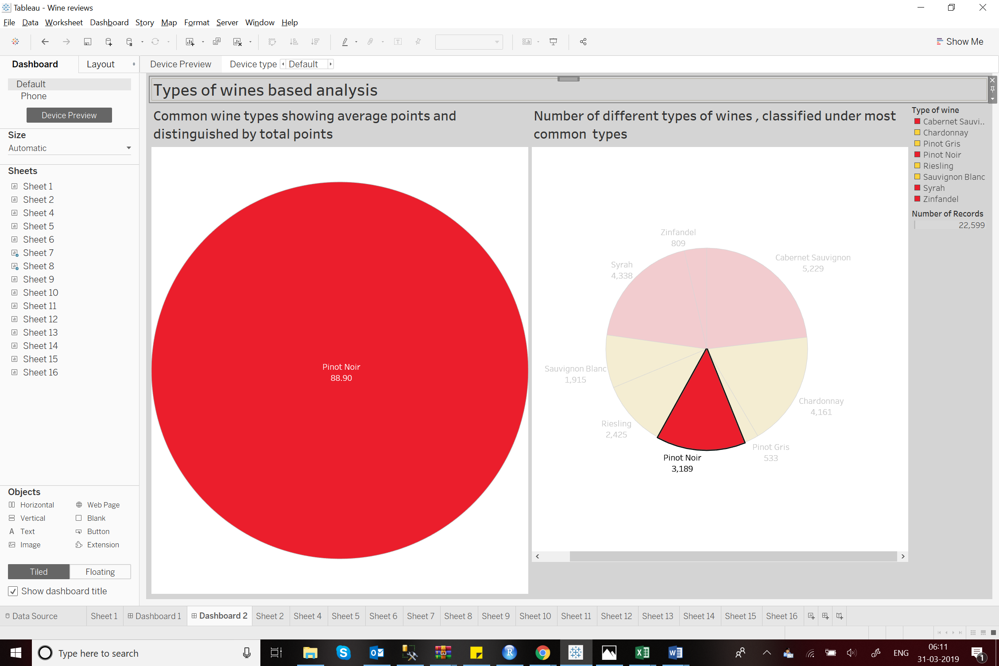 Tableau - Wine reviews
File Data Worksheet Dashboard Story Map Format Server Window Help
Show Me
Dashboard Layout
Device Preview Device type Default
Default
Phone
Device Preview
Size
Automatic
Sheets
Sheet 1
Sheet 2
Sheet 4
Sheet 5
Sheet 6
Sheet 7
Sheet 8
Sheet 9
Sheet 10
Sheet 11
Sheet 12
Sheet 13
Sheet 14
Sheet 15
Sheet 16
Objects
Horizontal Web Page
Vertical Blank
A Text Button
Image Extension
Tiled Floating
Show dashboard title
Types of wines based analysis
Common wine types showing average points and
distinguished by total points
Pinot Noir
88.90
Number of different types of wines , classified under most
common  types
Zinfandel
809
Cabernet Sauvignon
5,229
Syrah
4,338
Sauvignon Blanc
1,915
Chardonnay
4,161
Riesling
2,425
Pinot Gris
533
Pinot Noir
3,189
Type of wine
Cabernet Sauvi..
Chardonnay
Pinot Gris
Pinot Noir
Riesling
Sauvignon Blanc
Syrah
Zinfandel
Number of Records
22,599
Data Source Sheet 1 Dashboard 1 Dashboard 2 Sheet 2 Sheet 4 Sheet 5 Sheet 6 Sheet 7 Sheet 8 Sheet 9 Sheet 10 Sheet 11 Sheet 12 Sheet 13 Sheet 14 Sheet 15 Sheet 16
Type here to search
ENG
06:11
31-03-2019
1